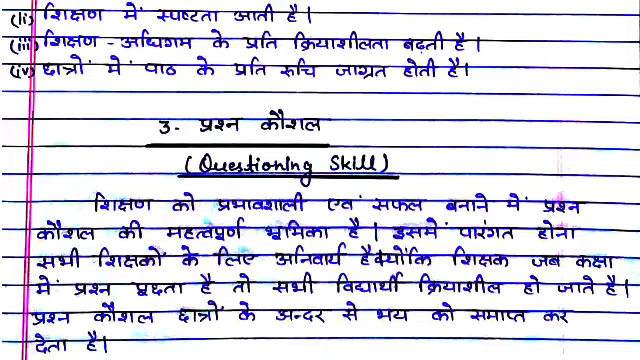 (ii) शिक्षण में स्पष्टता आती है।
(iii) शिक्षण - अधिगम के प्रति क्रियाशीलता बढ़ती है।
(iv) छात्रों में पाठ के प्रति रुचि जाग्रत होती है।
3. प्रश्न कौशल
(Questioning Skill)
शिक्षण को प्रभावशाली एवं सफल बनाने में प्रश्न
कौशल की महत्वपूर्ण भूमिका है। इसमें पारंगत होना
सभी शिक्षकों के लिए अनिवार्य है क्योंकि शिक्षक जब कक्षा
में प्रश्न पूछता है तो सभी विद्यार्थी क्रियाशील हो जाते है।
प्रश्न कौशल छात्रों के अन्दर से भय को समाप्त कर
देता है।